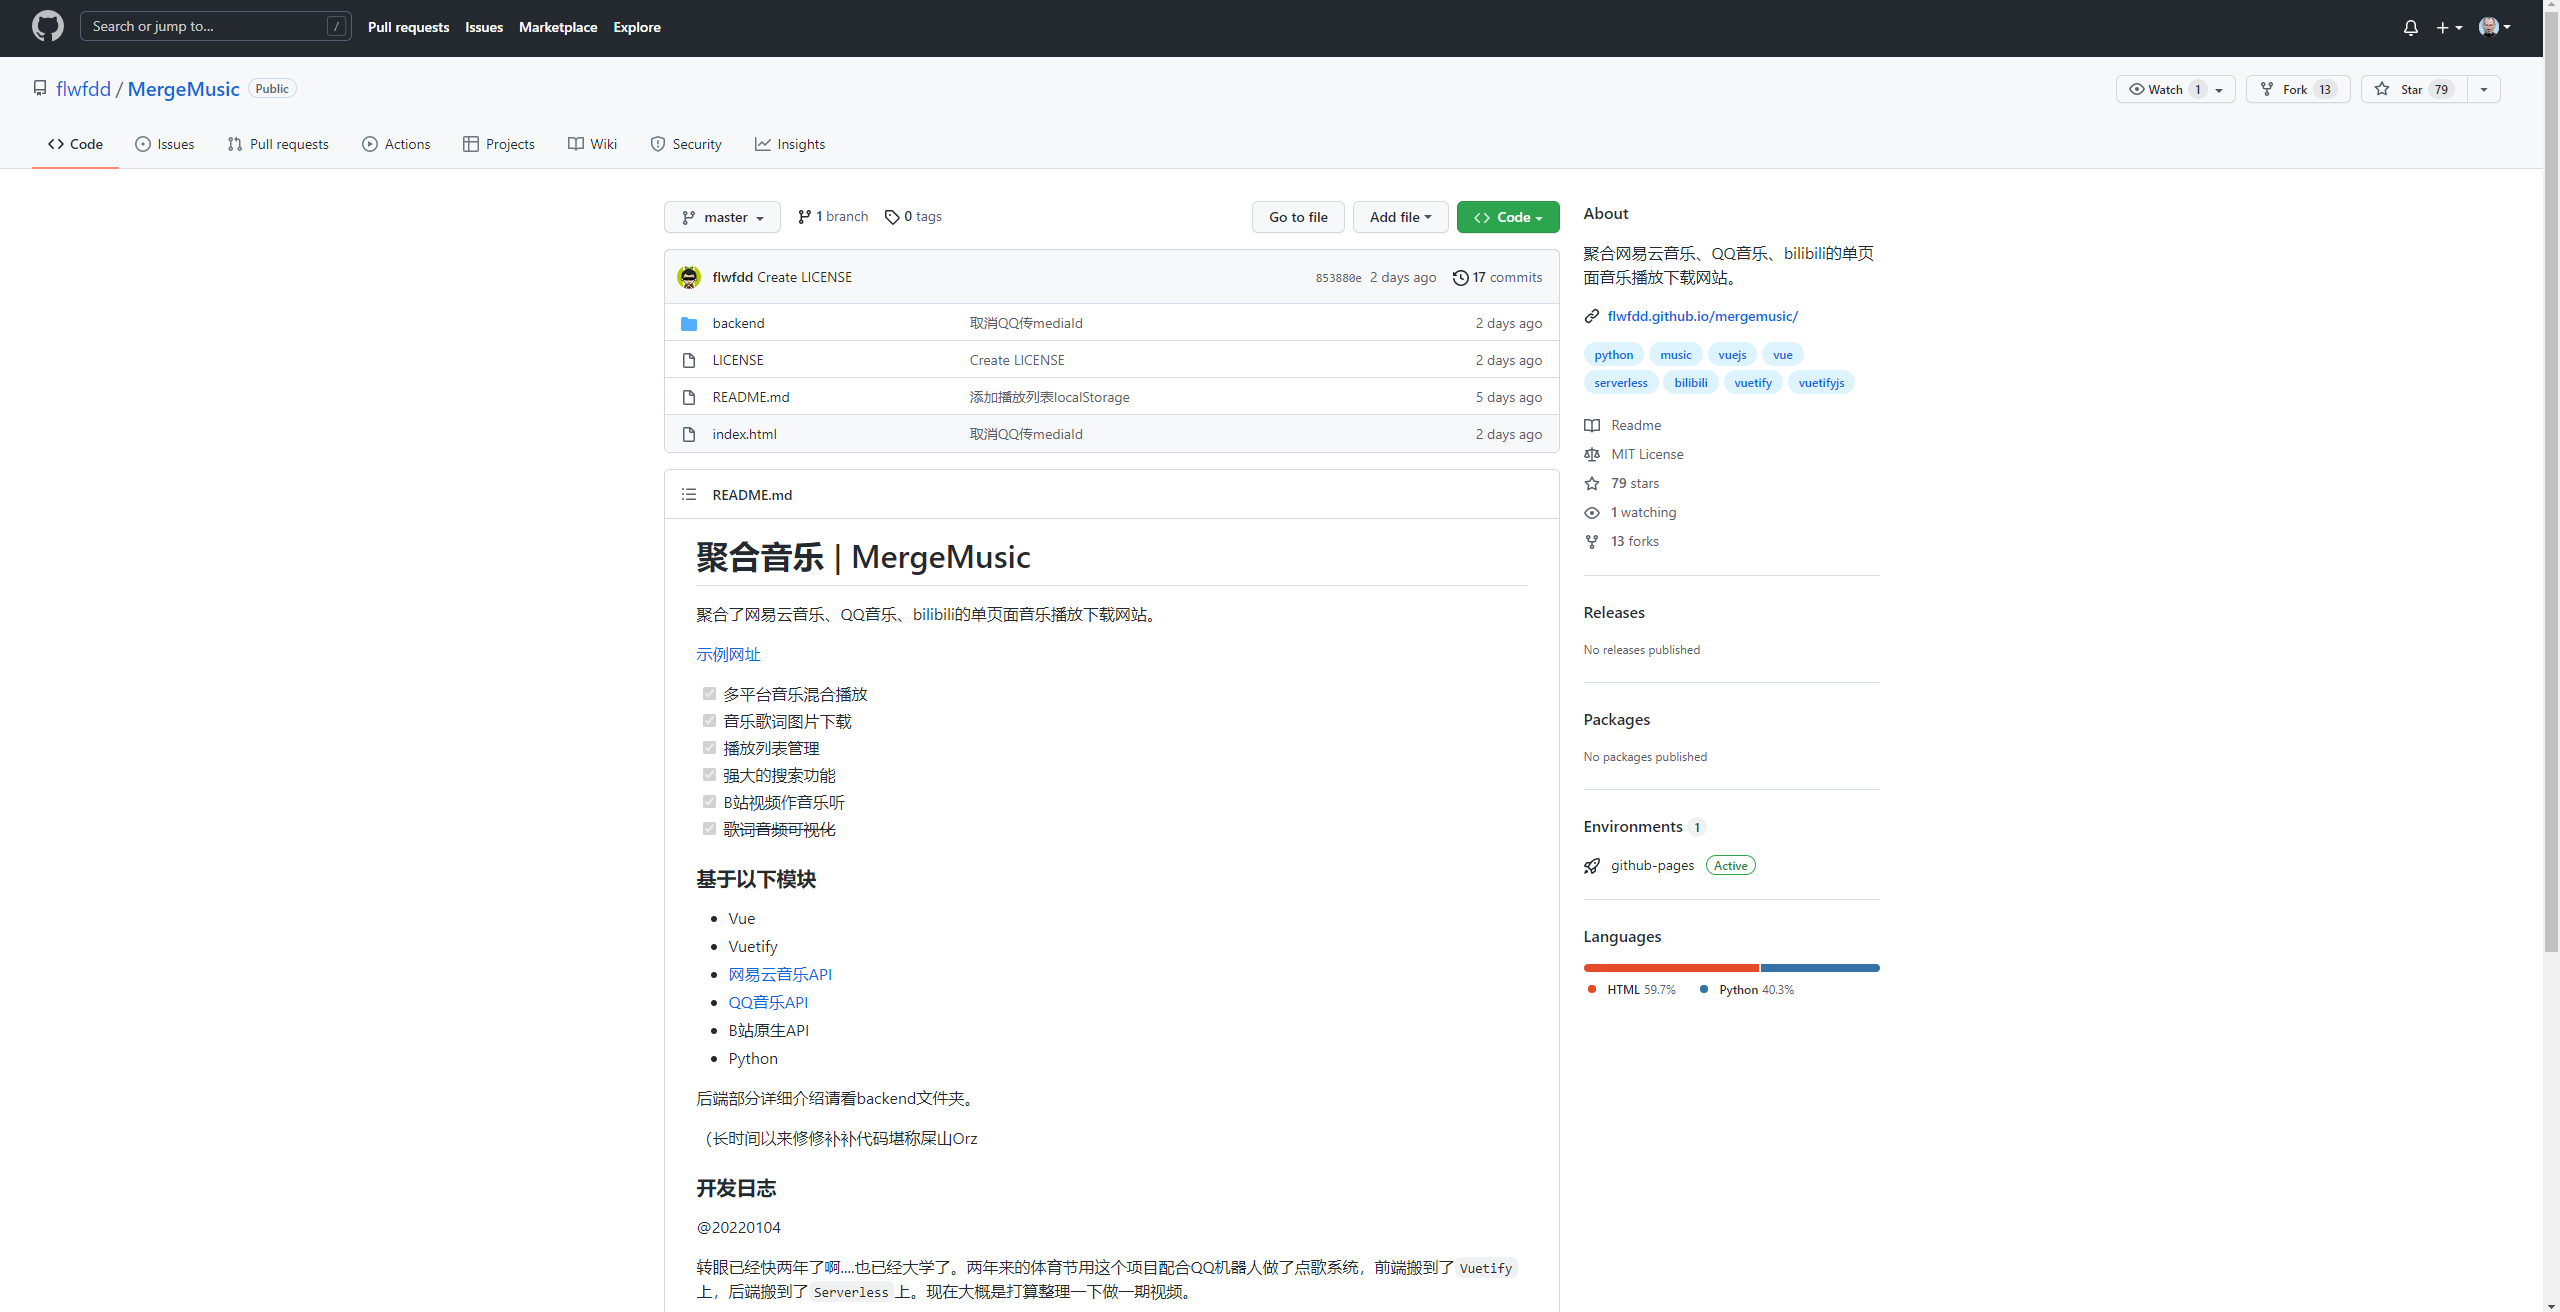 Search or jump to... / Pull requests Issues Marketplace Explore
flwfdd / MergeMusic Public Watch 1 Fork 13 Star 79
Code Issues Pull requests Actions Projects Wiki Security Insights
master 1 branch 0 tags Go to file Add file Code
flwfdd Create LICENSE 853880e 2 days ago 17 commits
backend 取消QQ传mediaId 2 days ago
LICENSE Create LICENSE 2 days ago
README.md 添加播放列表localStorage 5 days ago
index.html 取消QQ传mediaId 2 days ago
README.md
聚合音乐 | MergeMusic
聚合了网易云音乐、QQ音乐、bilibili的单页面音乐播放下载网站。
示例网址
多平台音乐混合播放
音乐歌词图片下载
播放列表管理
强大的搜索功能
B站视频作音乐听
歌词音频可视化
基于以下模块
Vue
Vuetify
网易云音乐API
QQ音乐API
B站原生API
Python
后端部分详细介绍请看backend文件夹。
（长时间以来修修补补代码堪称屎山Orz
开发日志
@20220104
转眼已经快两年了啊....也已经大学了。两年来的体育节用这个项目配合QQ机器人做了点歌系统，前端搬到了 Vuetify
上，后端搬到了 Serverless 上。现在大概是打算整理一下做一期视频。
About
聚合网易云音乐、QQ音乐、bilibili的单页
面音乐播放下载网站。
flwfdd.github.io/mergemusic/
python music vuejs vue
serverless bilibili vuetify vuetifyjs
Readme
MIT License
79 stars
1 watching
13 forks
Releases
No releases published
Packages
No packages published
Environments 1
github-pages Active
Languages
HTML 59.7% Python 40.3%